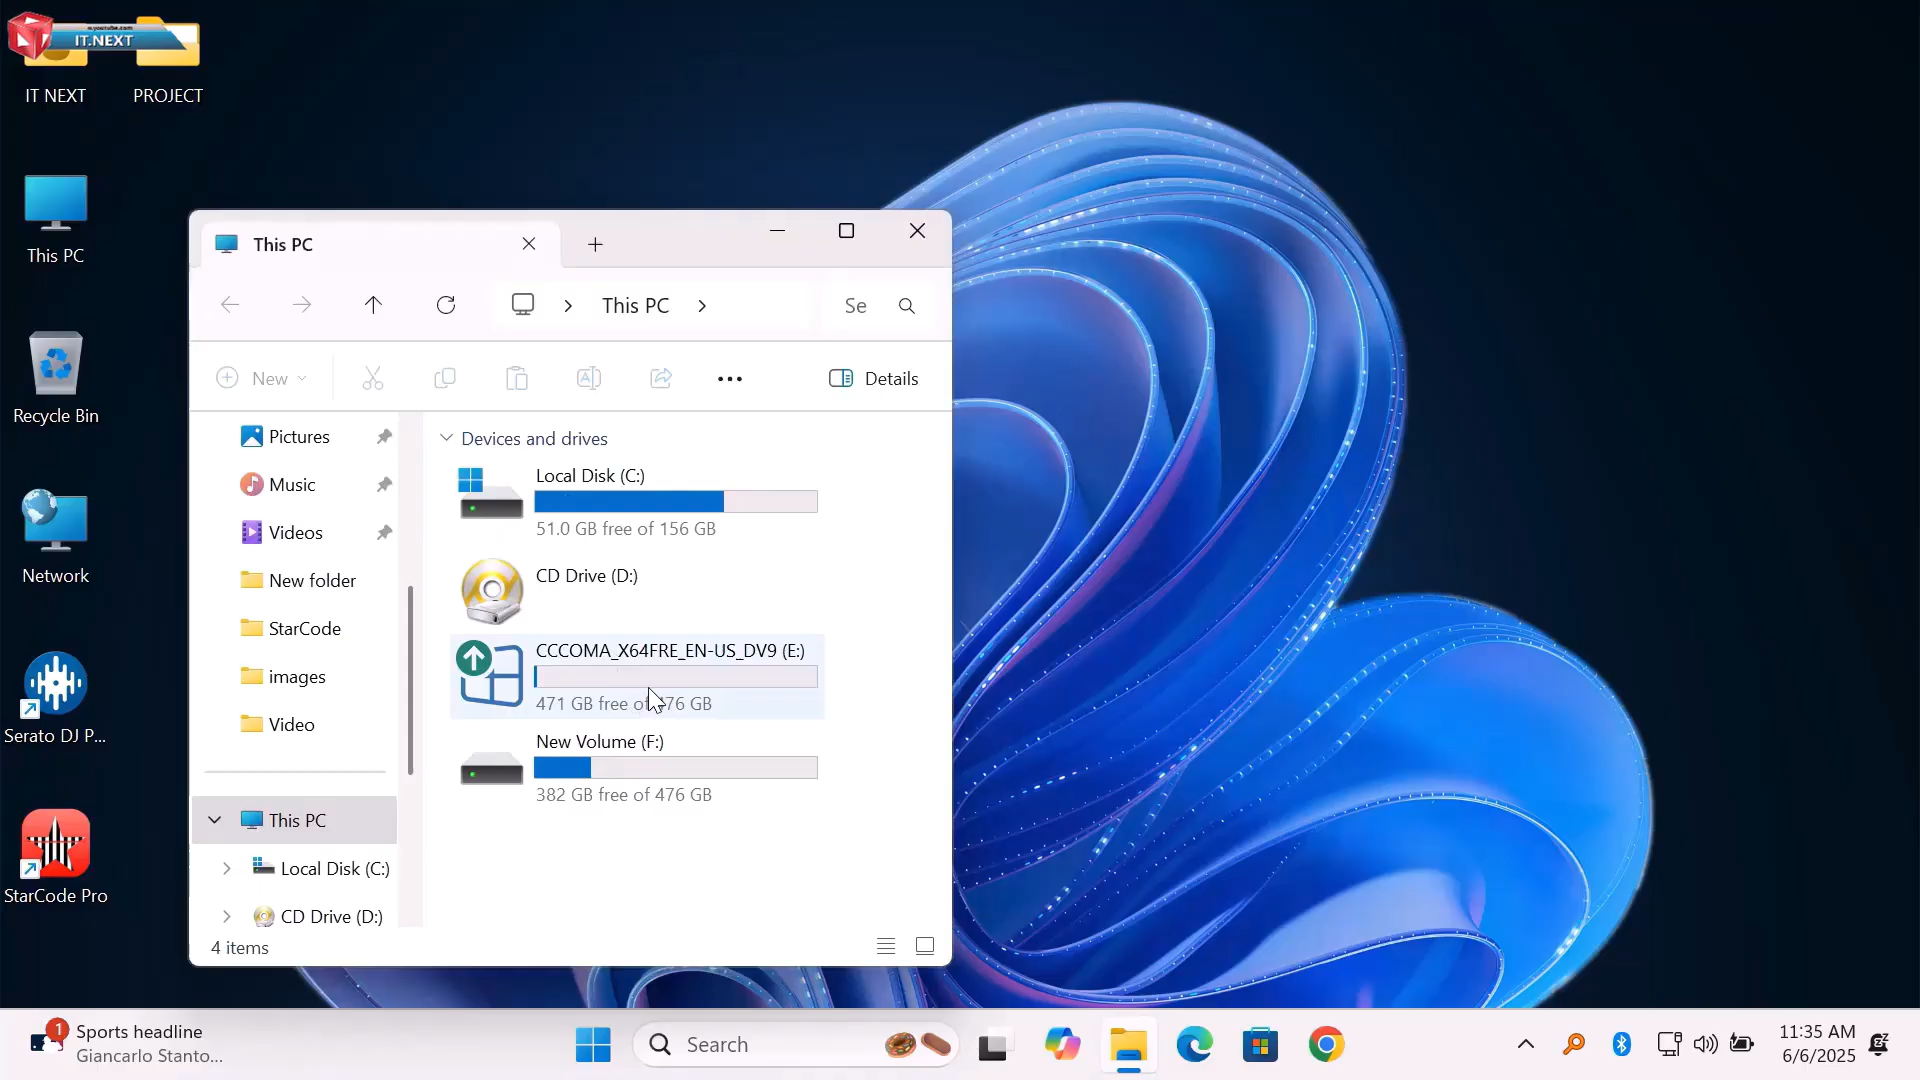 w.youtube.com
IT.NEXT
IT NEXT
PROJECT
This PC
Recycle Bin
Network
Serato DJ P...
StarCode Pro
This PC
This PC
Se
New
Details
Pictures
Music
Videos
New folder
StarCode
images
Video
This PC
Local Disk (C:)
CD Drive (D:)
Devices and drives
Local Disk (C:)
51.0 GB free of 156 GB
CD Drive (D:)
CCCOMA_X64FRE_EN-US_DV9 (E:)
471 GB free of 476 GB
New Volume (F:)
382 GB free of 476 GB
4 items
1
Sports headline
Giancarlo Stanto...
Search
11:35 AM
6/6/2025